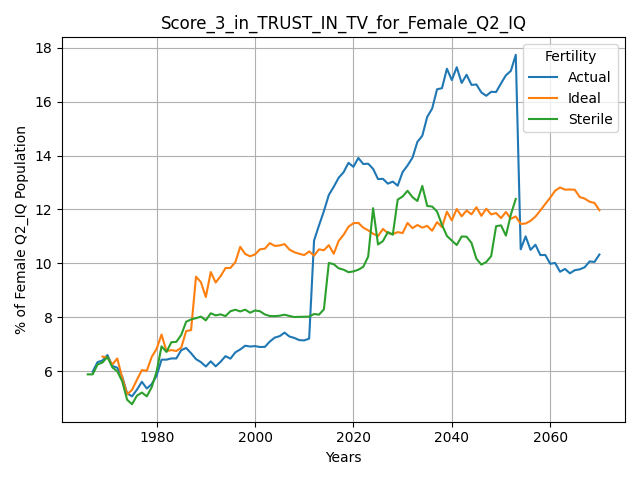 Score_3_in_TRUST_IN_TV_for_Female_Q2_IQ
% of Female Q2_IQ Population
18
16
14
12
10
8
6
Fertility
Actual
Ideal
Sterile
1980
2000
2020
2040
2060
Years